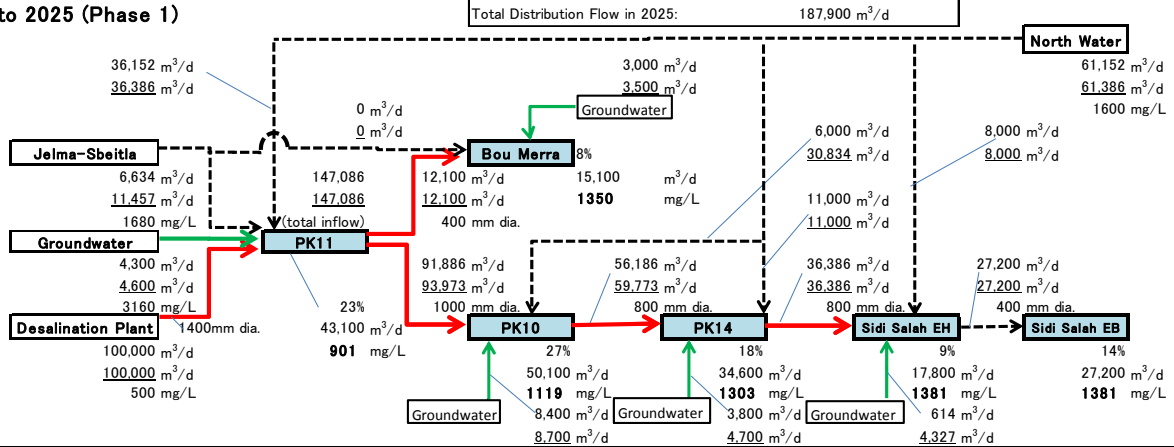 to 2025 (Phase 1)
Total Distribution Flow in 2025: 187,900 m³/d
North Water
61,152 m³/d
61,386 m³/d
1600 mg/L
36,152 m³/d
36,386 m³/d
3,000 m³/d
3,500 m³/d
Groundwater
0 m³/d
0 m³/d
6,000 m³/d
30,834 m³/d
8,000 m³/d
8,000 m³/d
Jelma-Sbeitla
6,634 m³/d
11,457 m³/d
1680 mg/L
Bou Merra 8%
15,100 m³/d
1350 mg/L
147,086
147,086
(total inflow)
12,100 m³/d
12,100 m³/d
400 mm dia.
11,000 m³/d
11,000 m³/d
Groundwater
4,300 m³/d
4,600 m³/d
3160 mg/L
PK11
23%
43,100 m³/d
901 mg/L
91,886 m³/d
93,973 m³/d
1000 mm dia.
56,186 m³/d
59,773 m³/d
800 mm dia.
36,386 m³/d
36,386 m³/d
800 mm dia.
27,200 m³/d
27,200 m³/d
400 mm dia.
Desalination Plant
1400mm dia.
100,000 m³/d
100,000 m³/d
500 mg/L
PK10
27%
50,100 m³/d
1119 mg/L
Groundwater
8,400 m³/d
8,700 m³/d
PK14
18%
34,600 m³/d
1303 mg/L
Groundwater
3,800 m³/d
4,700 m³/d
Sidi Salah EH
9%
17,800 m³/d
1381 mg/L
Groundwater
614 m³/d
4,327 m³/d
Sidi Salah EB
14%
27,200 m³/d
1381 mg/L